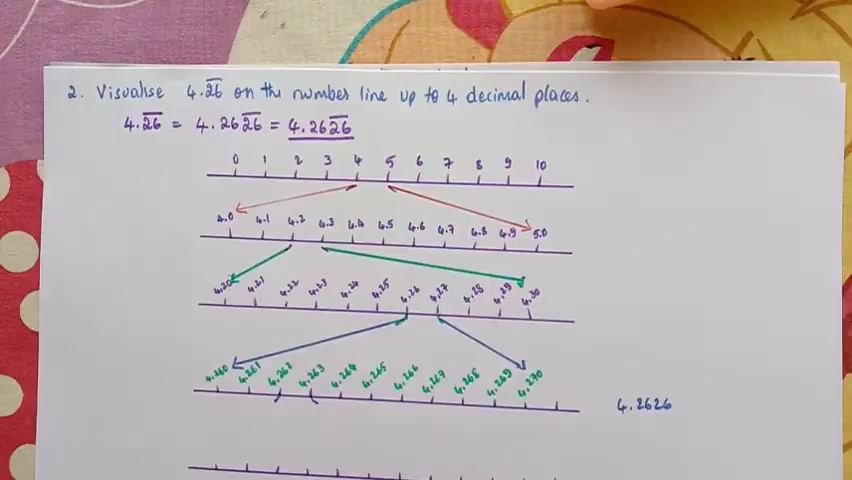 2. Visualise 4.2̅6̅ on the number line up to 4 decimal places.
4.2̅6̅ = 4.262̅6̅ = 4.262̅6̅
0 1 2 3 4 5 6 7 8 9 10
4.0 4.1 4.2 4.3 4.4 4.5 4.6 4.7 4.8 4.9 5.0
4.20 4.21 4.22 4.23 4.24 4.25 4.26 4.27 4.28 4.29 4.30
4.260 4.261 4.262 4.263 4.264 4.265 4.266 4.267 4.268 4.269 4.270
4.2626